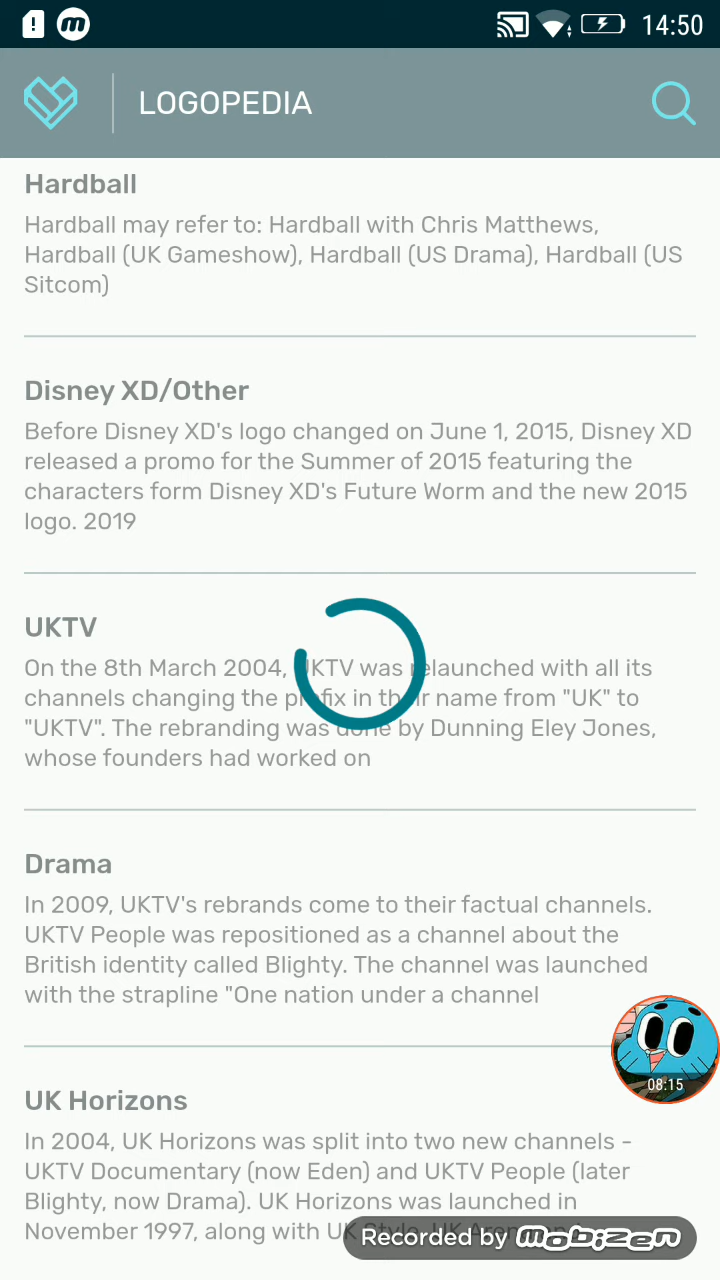 14:50
LOGOPEDIA
Hardball
Hardball may refer to: Hardball with Chris Matthews,
Hardball (UK Gameshow), Hardball (US Drama), Hardball (US
Sitcom)
Disney XD/Other
Before Disney XD's logo changed on June 1, 2015, Disney XD
released a promo for the Summer of 2015 featuring the
characters form Disney XD's Future Worm and the new 2015
logo. 2019
UKTV
On the 8th March 2004, UKTV was relaunched with all its
channels changing the prefix in their name from "UK" to
"UKTV". The rebranding was done by Dunning Eley Jones,
whose founders had worked on
Drama
In 2009, UKTV's rebrands come to their factual channels.
UKTV People was repositioned as a channel about the
British identity called Blighty. The channel was launched
with the strapline "One nation under a channel
08:15
UK Horizons
In 2004, UK Horizons was split into two new channels -
UKTV Documentary (now Eden) and UKTV People (later
Blighty, now Drama). UK Horizons was launched in
November 1997, along with UK Style, UK Arena
Recorded by mobizen